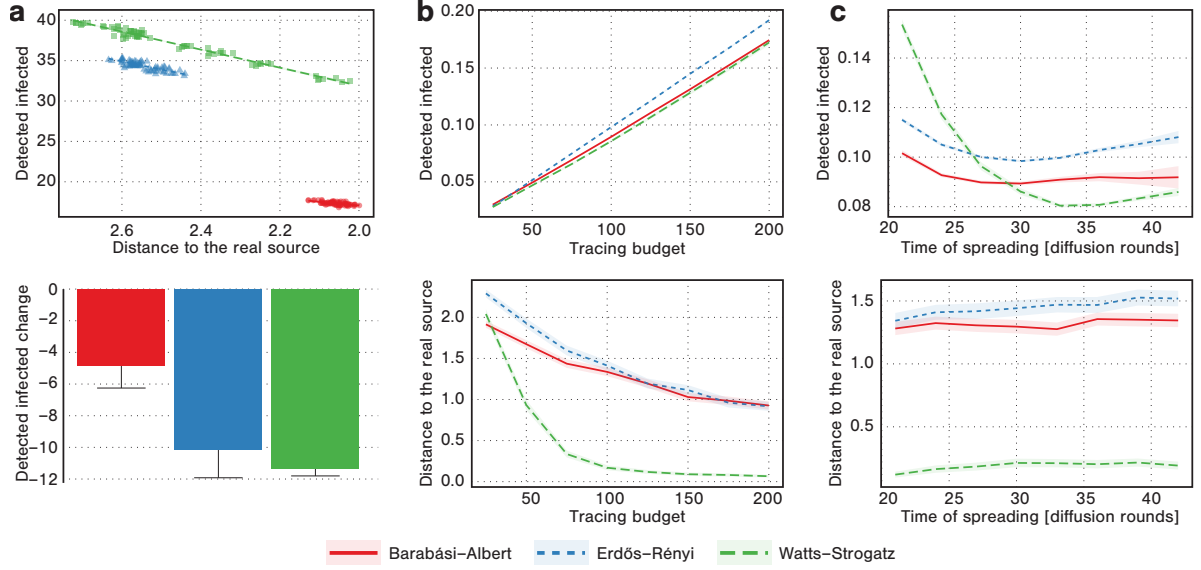 a
Detected infected
40
35
30
25
20
2.6
2.4
2.2
2.0
Distance to the real source
b
Detected infected
0.20
0.15
0.10
0.05
50
100
150
200
Tracing budget
c
Detected infected
0.14
0.12
0.10
0.08
20
25
30
35
40
Time of spreading [diffusion rounds]
Detected infected change
0
−2
−4
−6
−8
−10
−12
Distance to the real source
2.0
1.5
1.0
0.5
0.0
50
100
150
200
Tracing budget
Distance to the real source
1.5
1.0
0.5
20
25
30
35
40
Time of spreading [diffusion rounds]
Barabási−Albert
Erdős−Rényi
Watts−Strogatz